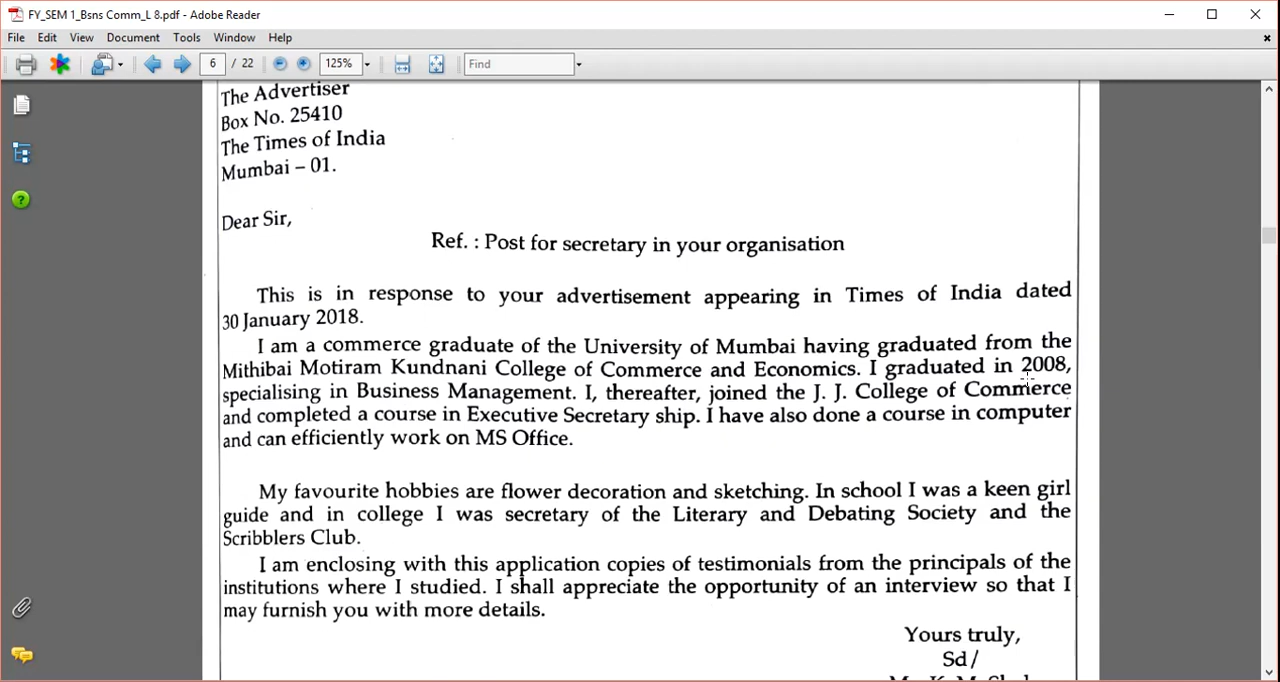 FY_SEM 1_Bsns Comm_L 8.pdf - Adobe Reader
File Edit View Document Tools Window Help
6 / 22 125% Find
The Advertiser
Box No. 25410
The Times of India
Mumbai – 01.
Dear Sir,
Ref. : Post for secretary in your organisation
This is in response to your advertisement appearing in Times of India dated
30 January 2018.
I am a commerce graduate of the University of Mumbai having graduated from the
Mithibai Motiram Kundnani College of Commerce and Economics. I graduated in 2008,
specialising in Business Management. I, thereafter, joined the J. J. College of Commerce
and completed a course in Executive Secretary ship. I have also done a course in computer
and can efficiently work on MS Office.
My favourite hobbies are flower decoration and sketching. In school I was a keen girl
guide and in college I was secretary of the Literary and Debating Society and the
Scribblers Club.
I am enclosing with this application copies of testimonials from the principals of the
institutions where I studied. I shall appreciate the opportunity of an interview so that I
may furnish you with more details.
Yours truly,
Sd/